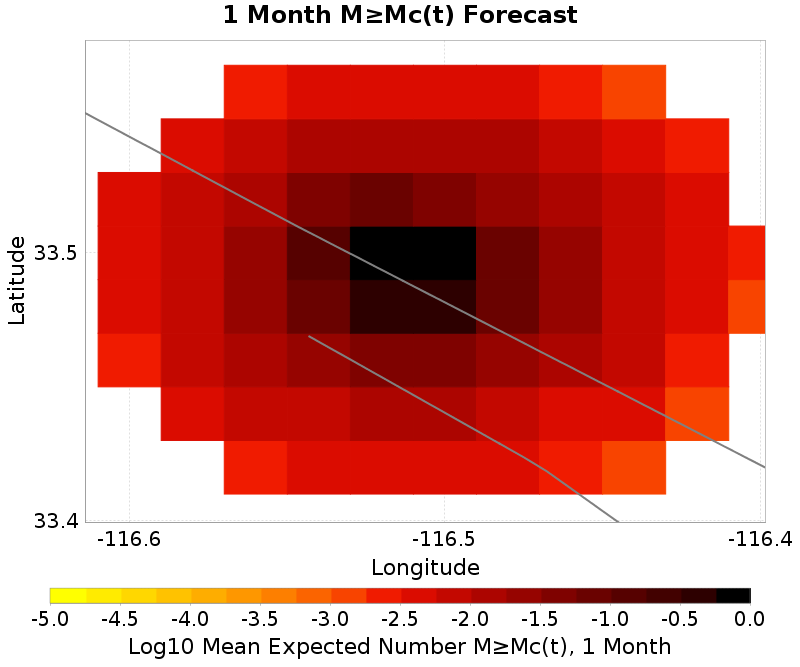 1 Month M≥Mc(t) Forecast
Latitude
33.5
33.4
-116.6 -116.5 -116.4
Longitude
-5.0 -4.5 -4.0 -3.5 -3.0 -2.5 -2.0 -1.5 -1.0 -0.5 0.0
Log10 Mean Expected Number M≥Mc(t), 1 Month